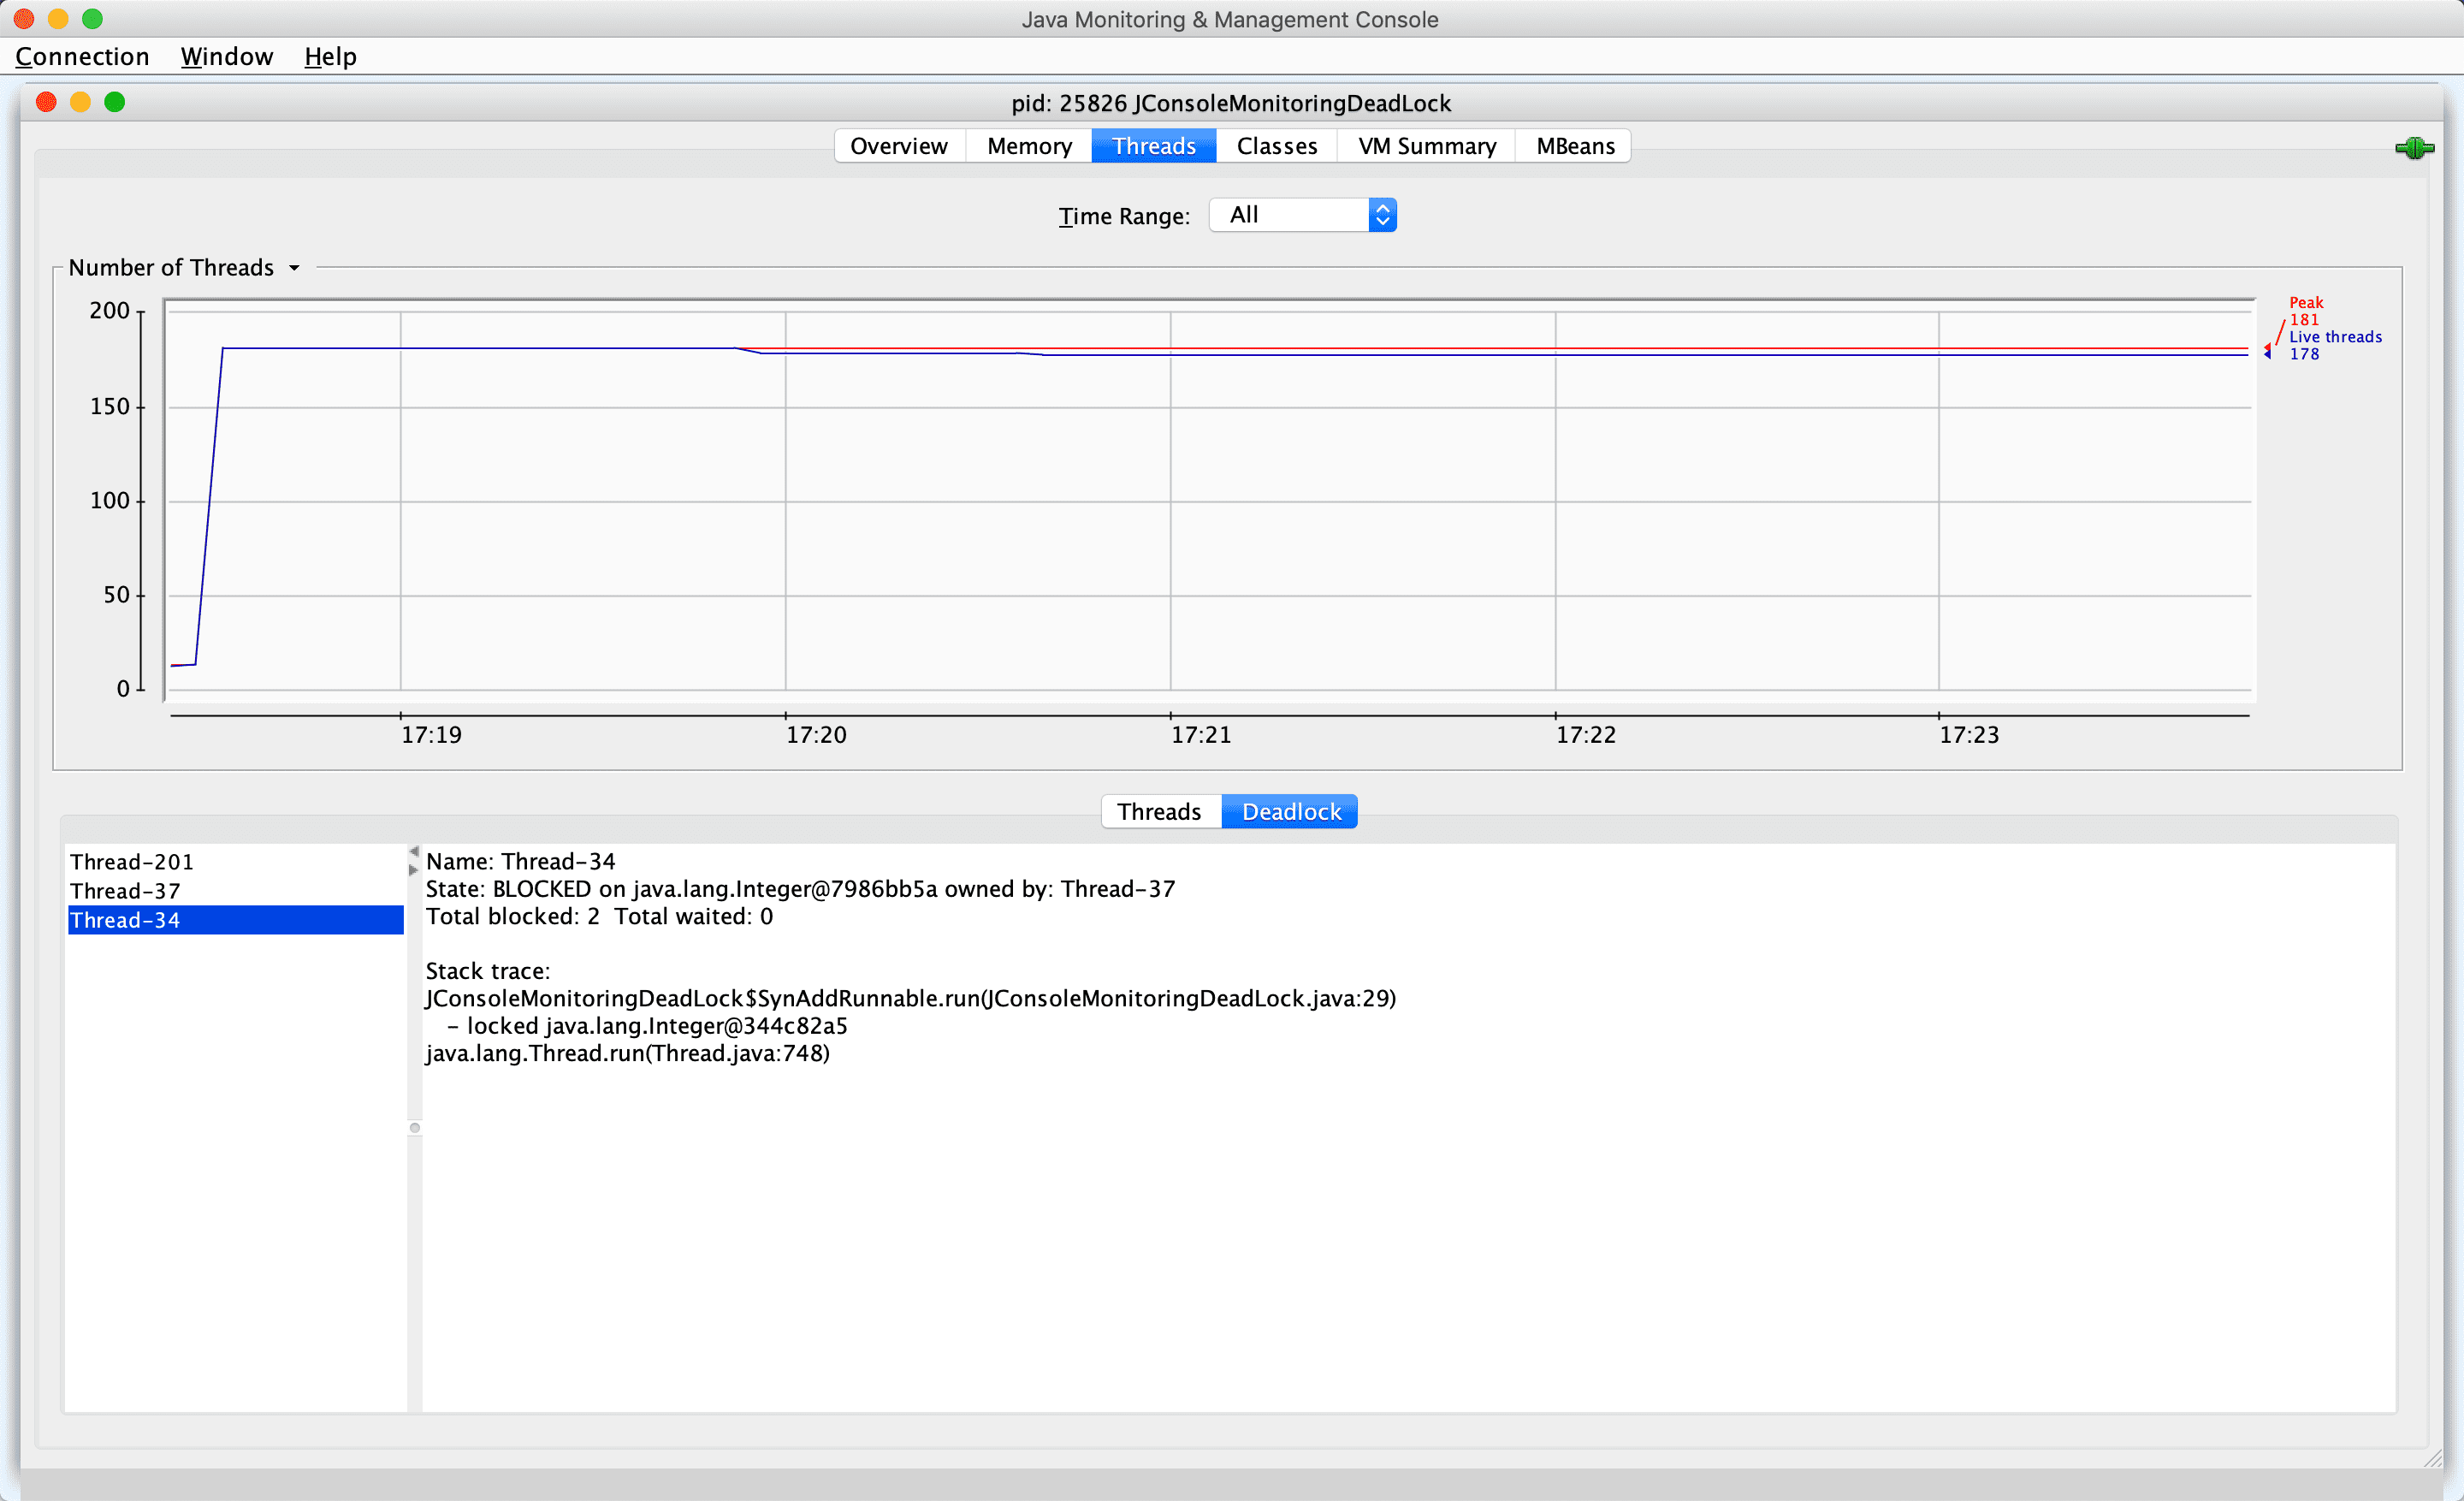 Java Monitoring & Management Console
Connection Window Help
pid: 25826 JConsoleMonitoringDeadLock
Overview Memory Threads Classes VM Summary MBeans
Time Range: All
Number of Threads
200
150
100
50
0
Peak
181
Live threads
178
17:19 17:20 17:21 17:22 17:23
Threads Deadlock
Thread-201
Thread-37
Thread-34
Name: Thread-34
State: BLOCKED on java.lang.Integer@7986bb5a owned by: Thread-37
Total blocked: 2 Total waited: 0
Stack trace:
JConsoleMonitoringDeadLock$SynAddRunnable.run(JConsoleMonitoringDeadLock.java:29)
- locked java.lang.Integer@344c82a5
java.lang.Thread.run(Thread.java:748)